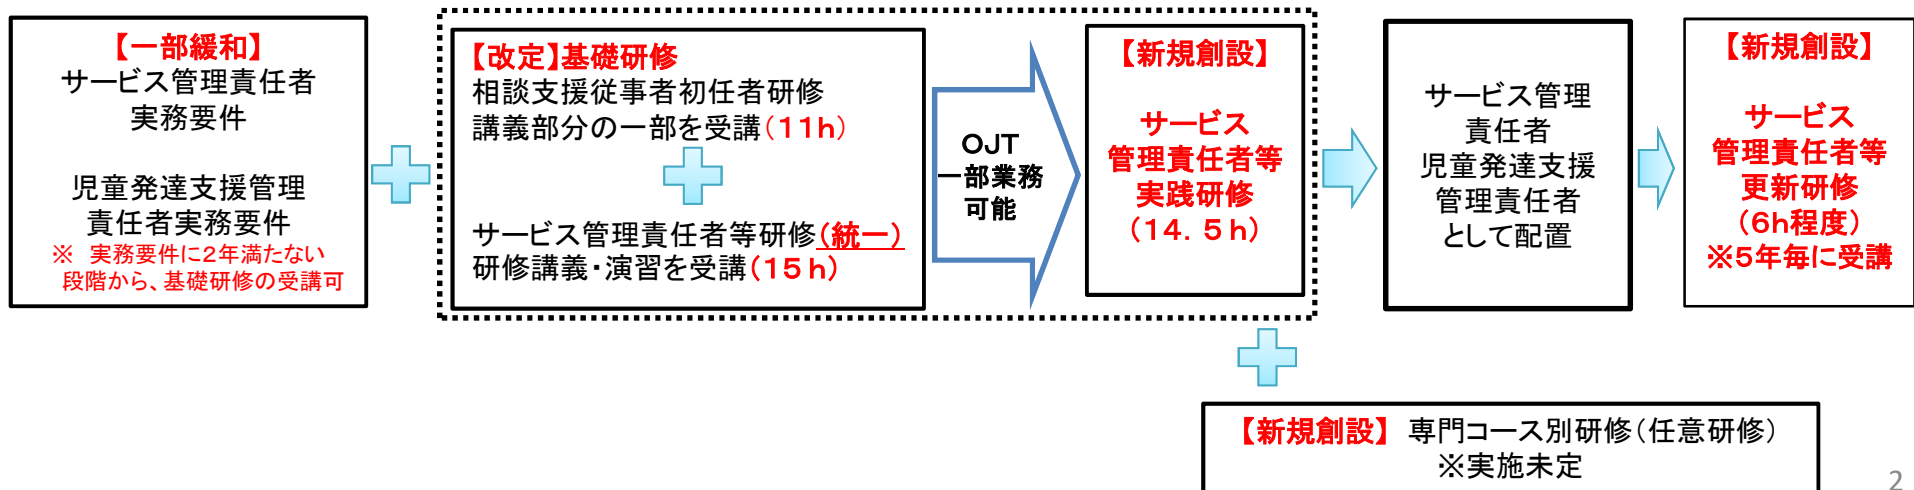 【一部緩和】
サービス管理責任者
実務要件
児童発達支援管理
責任者実務要件
※ 実務要件に2年満たない
段階から、基礎研修の受講可
【改定】基礎研修
相談支援従事者初任者研修
講義部分の一部を受講(11h)
サービス管理責任者等研修(統一)
研修講義・演習を受講(15h)
OJT
一部業務
可能
【新規創設】
サービス
管理責任者等
実践研修
(14.5h)
サービス管理
責任者
児童発達支援
管理責任者
として配置
【新規創設】
サービス
管理責任者等
更新研修
(6h程度)
※5年毎に受講
【新規創設】 専門コース別研修(任意研修)
※実施未定
2